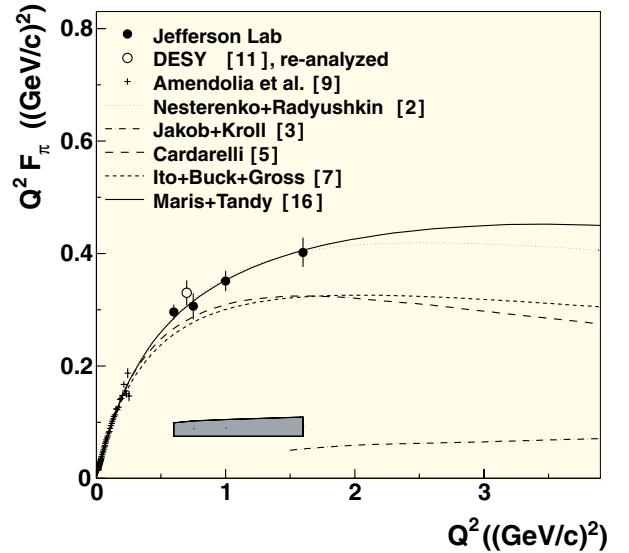 Q² F_π ((GeV/c)²)
0.8
0.6
0.4
0.2
0
Jefferson Lab
DESY [11], re-analyzed
Amendolia et al. [9]
Nesterenko+Radyushkin [2]
Jakob+Kroll [3]
Cardarelli [5]
Ito+Buck+Gross [7]
Maris+Tandy [16]
0 1 2 3
Q² ((GeV/c)²)